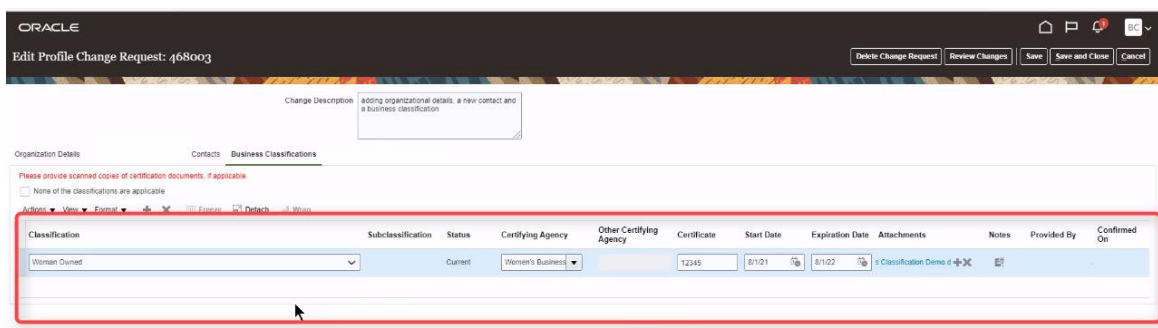 ORACLE
BC
Edit Profile Change Request: 468003
Delete Change Request Review Changes Save Save and Close Cancel
Change Description adding organizational details, a new contact and
a business classification
Organization Details Contacts Business Classifications
Please provide scanned copies of certification documents, if applicable.
None of the classifications are applicable
Actions View Format Freeze Detach Wrap
Classification Subclassification Status Certifying Agency Other Certifying Agency Certificate Start Date Expiration Date Attachments Notes Provided By Confirmed On
Woman Owned Current Women's Business 12345 8/1/21 8/1/22 s Classification Demo d